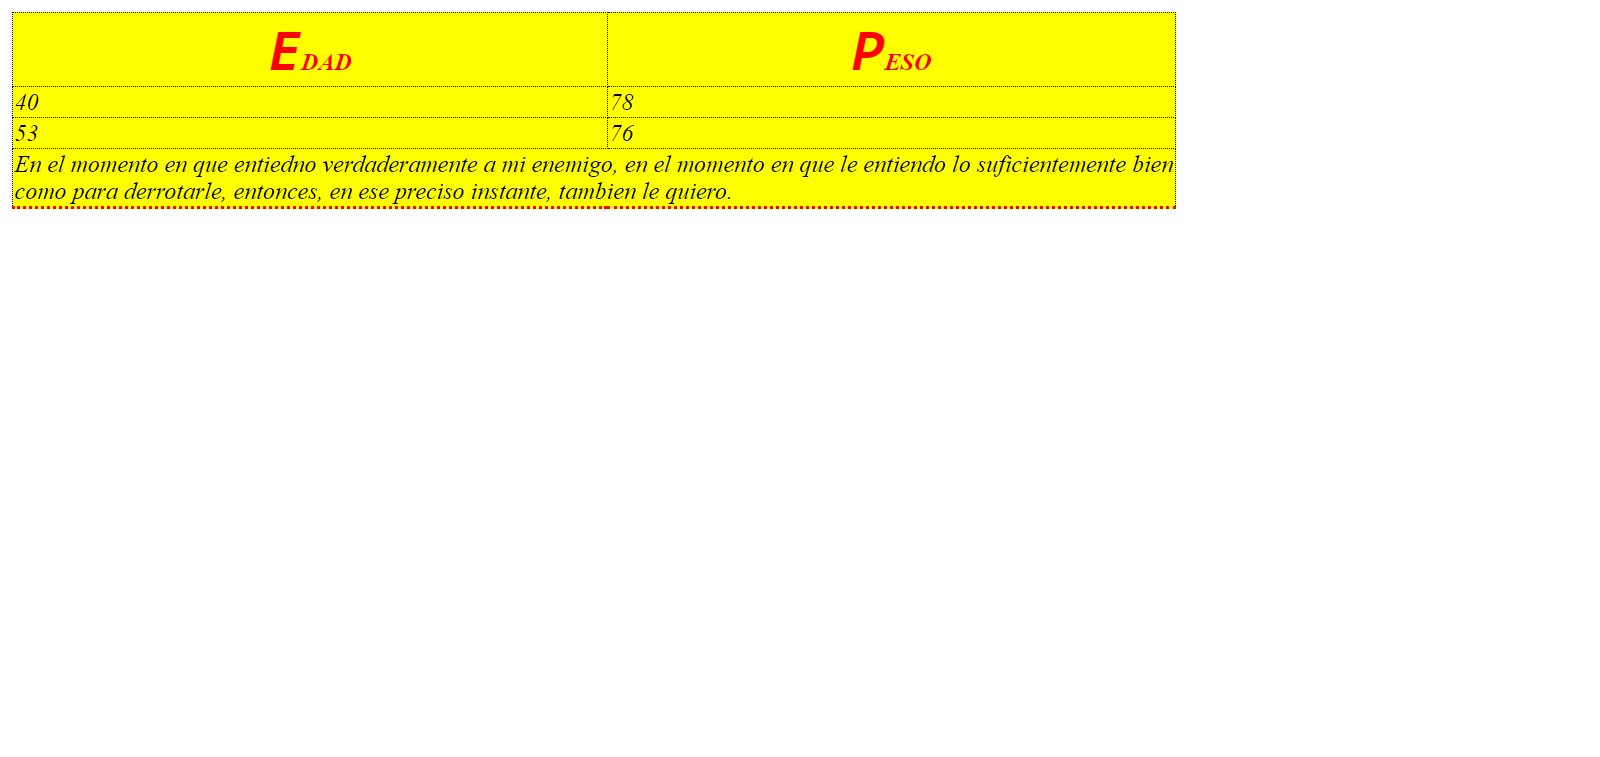 EDAD PESO
40 78
53 76
En el momento en que entiedno verdaderamente a mi enemigo, en el momento en que le entiendo lo suficientemente bien
como para derrotarle, entonces, en ese preciso instante, tambien le quiero.